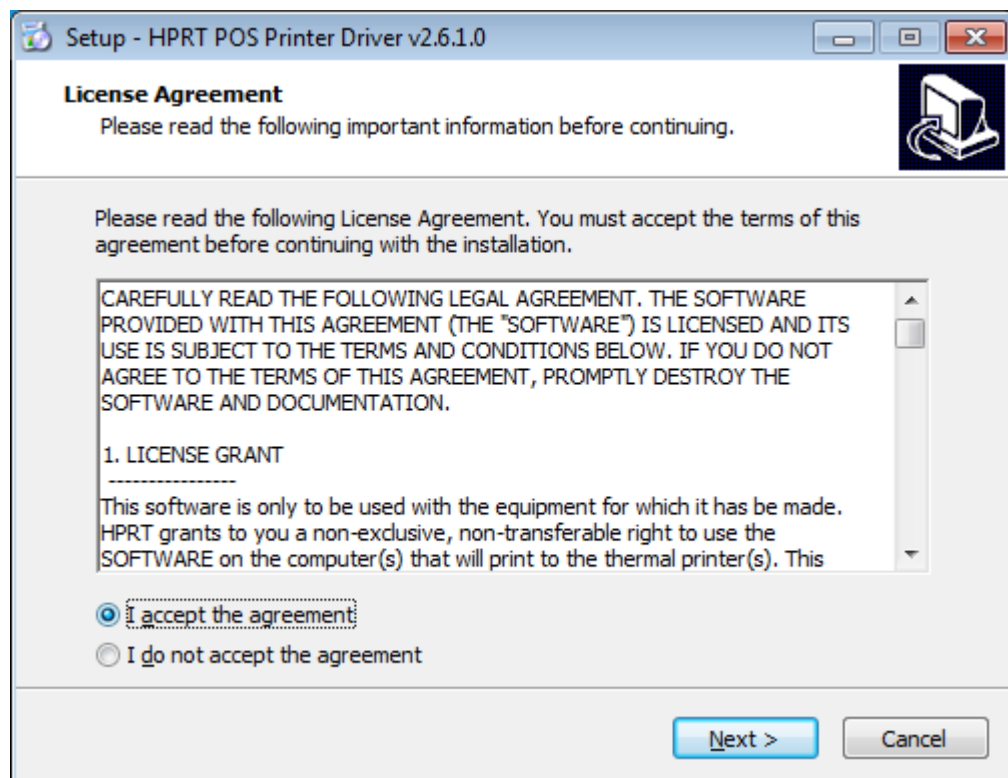 Setup - HPRT POS Printer Driver v2.6.1.0
License Agreement
Please read the following important information before continuing.
Please read the following License Agreement. You must accept the terms of this
agreement before continuing with the installation.
CAREFULLY READ THE FOLLOWING LEGAL AGREEMENT. THE SOFTWARE
PROVIDED WITH THIS AGREEMENT (THE "SOFTWARE") IS LICENSED AND ITS
USE IS SUBJECT TO THE TERMS AND CONDITIONS BELOW. IF YOU DO NOT
AGREE TO THE TERMS OF THIS AGREEMENT, PROMPTLY DESTROY THE
SOFTWARE AND DOCUMENTATION.
1. LICENSE GRANT
----------------
This software is only to be used with the equipment for which it has be made.
HPRT grants to you a non-exclusive, non-transferable right to use the
SOFTWARE on the computer(s) that will print to the thermal printer(s). This
I accept the agreement
I do not accept the agreement
Next >
Cancel